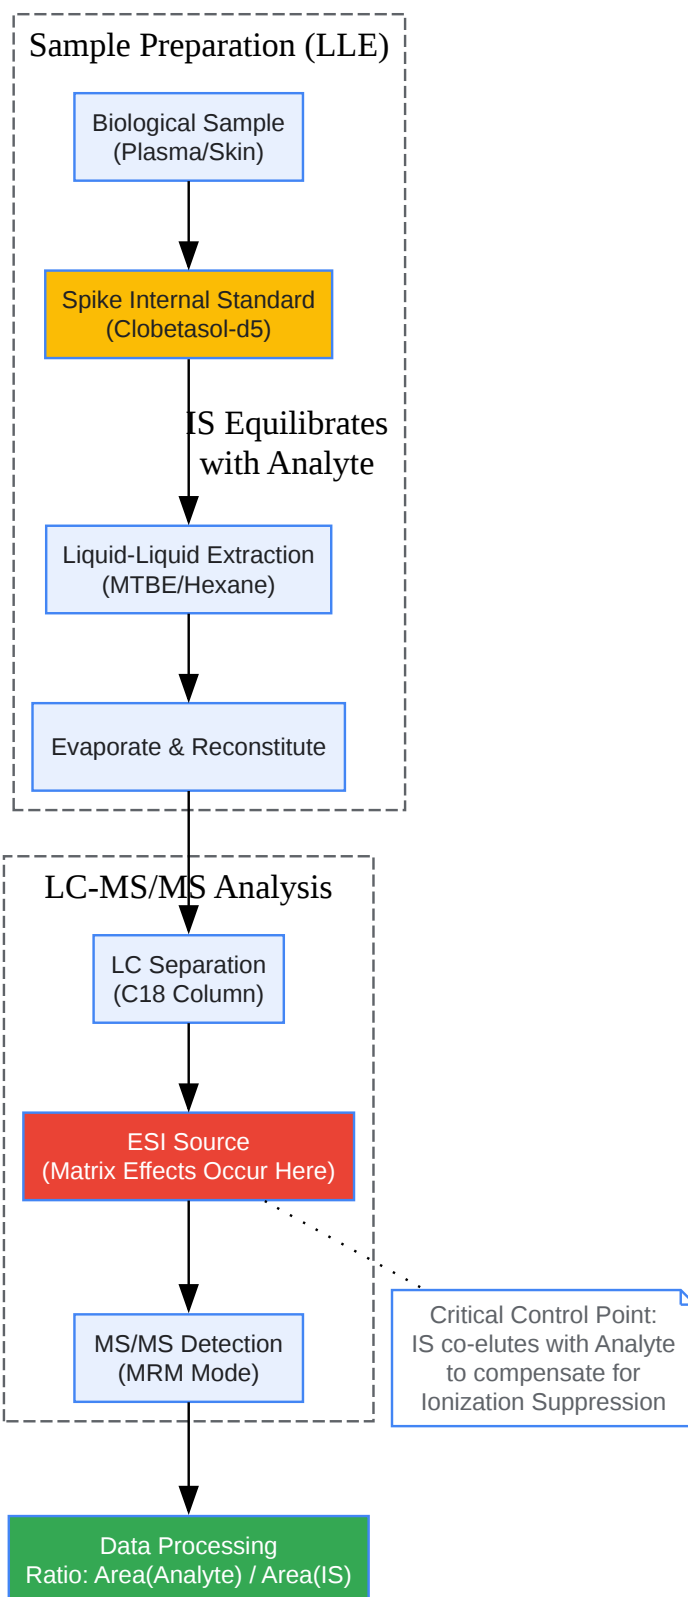 Sample Preparation (LLE)
Biological Sample
(Plasma/Skin)
Spike Internal Standard
(Clobetasol-d5)
IS Equilibrates
with Analyte
Liquid-Liquid Extraction
(MTBE/Hexane)
Evaporate & Reconstitute
LC-MS/MS Analysis
LC Separation
(C18 Column)
ESI Source
(Matrix Effects Occur Here)
MS/MS Detection
(MRM Mode)
Critical Control Point:
IS co-elutes with Analyte
to compensate for
Ionization Suppression
Data Processing
Ratio: Area(Analyte) / Area(IS)